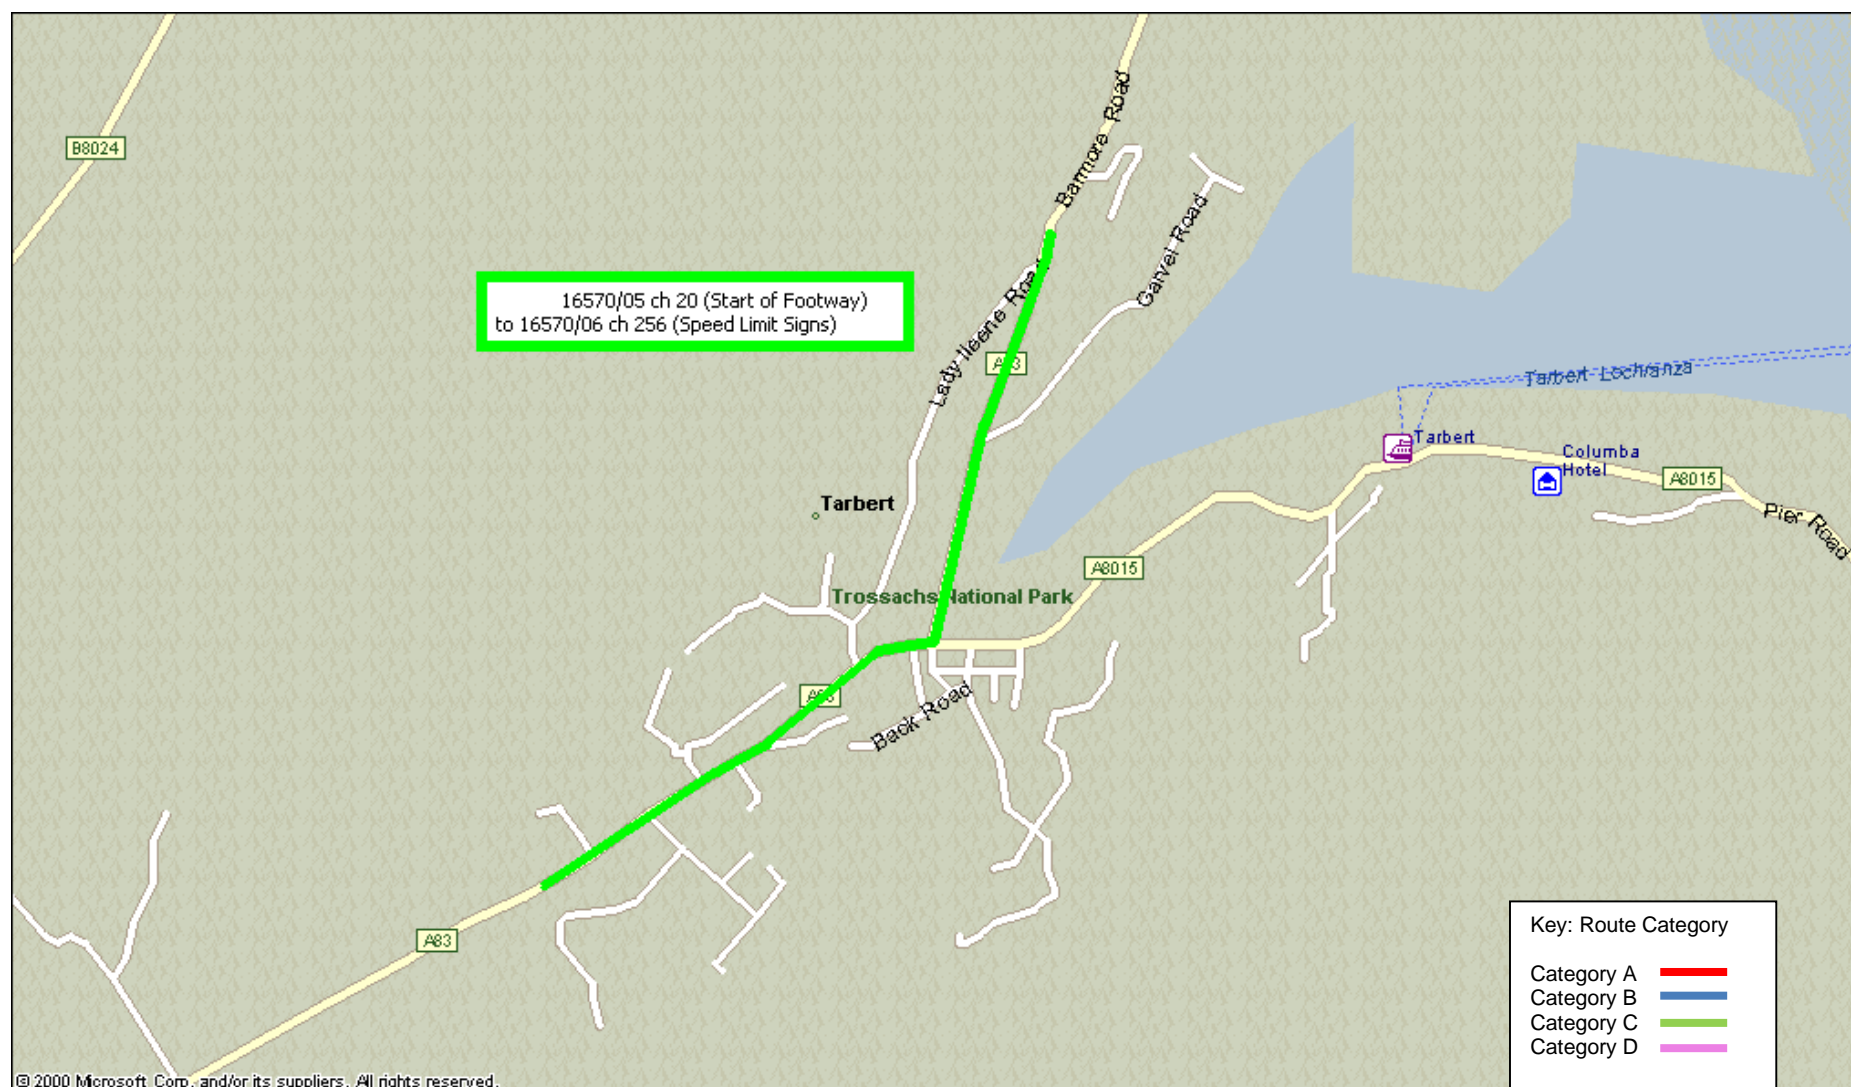 Barmore Road
B8024
Garvel Road
16570/05 ch 20 (Start of Footway)
to 16570/06 ch 256 (Speed Limit Signs)
Lady Ileene Road
A83
Tarbert Lochranza
Tarbert
Columba
Hotel
A8015
Tarbert
Pier Road
A8015
Trossachs National Park
A83
Back Road
A83
Key: Route Category
Category A
Category B
Category C
Category D
© 2000 Microsoft Corp. and/or its suppliers. All rights reserved.